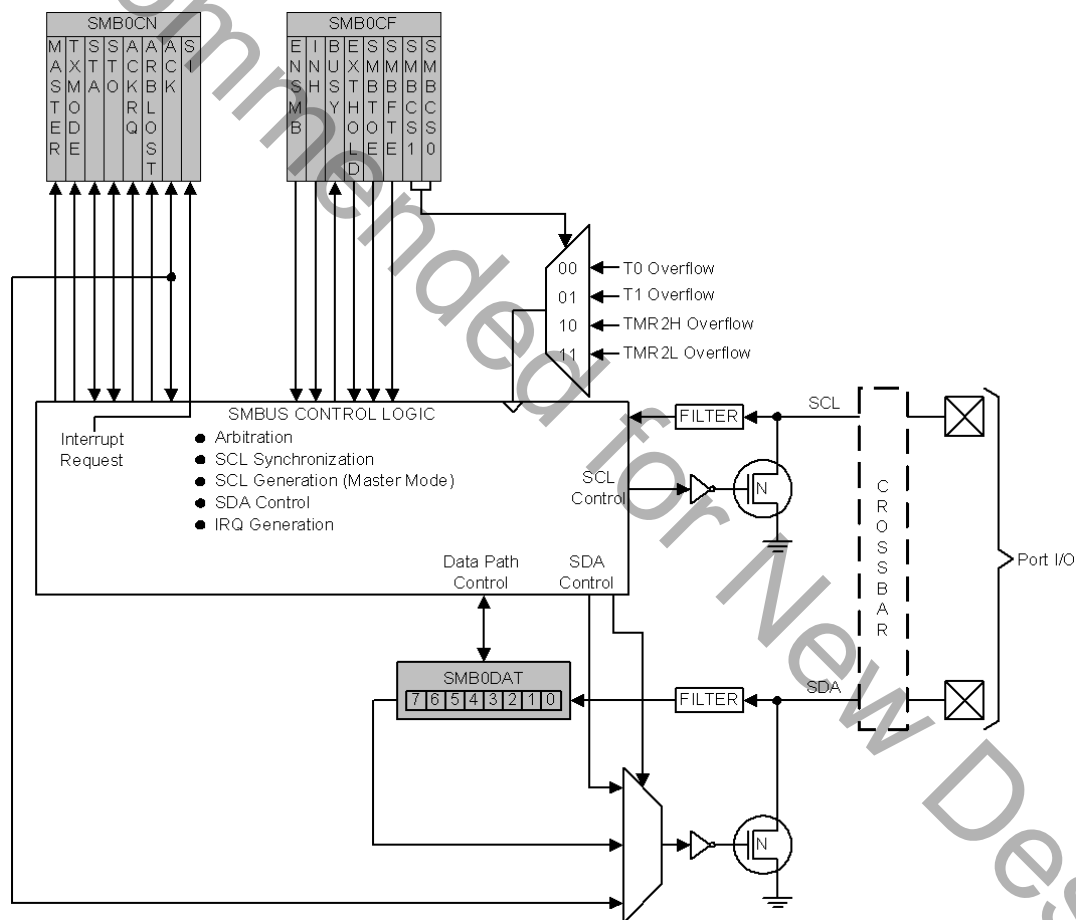 SMB0CN
MASTER
TXMODE
STA
STO
ACKRQ
ARBLOST
ACK
SI
SMB0CF
ENSMB
INH
BUSY
EXTHOLD
SMBTOE
SMBFTE
SMBCS1
SMBCS0
00 T0 Overflow
01 T1 Overflow
10 TMR2H Overflow
11 TMR2L Overflow
SMBUS CONTROL LOGIC
Interrupt
Request
● Arbitration
● SCL Synchronization
● SCL Generation (Master Mode)
● SDA Control
● IRQ Generation
SCL
Control
Data Path
Control
SDA
Control
FILTER
SCL
N
CROSSBAR
Port I/O
SMB0DAT
7 6 5 4 3 2 1 0
FILTER
SDA
N
ommended for New Des